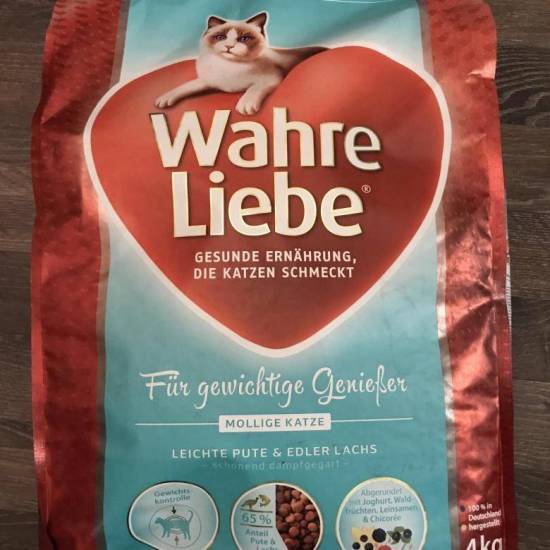 Wahre
Liebe®
GESUNDE ERNÄHRUNG,
DIE KATZEN SCHMECKT
Für gewichtige Genießer
MOLLIGE KATZE
LEICHTE PUTE & EDLER LACHS
– schonend dampfgegart –
Gewichts-
kontrolle
65 %
Anteil
Pute &
Lachs
Abgerundet
mit Joghurt, Wald-
früchten, Leinsamen
& Chicorée
100 % in
Deutschland
hergestellt
4kg